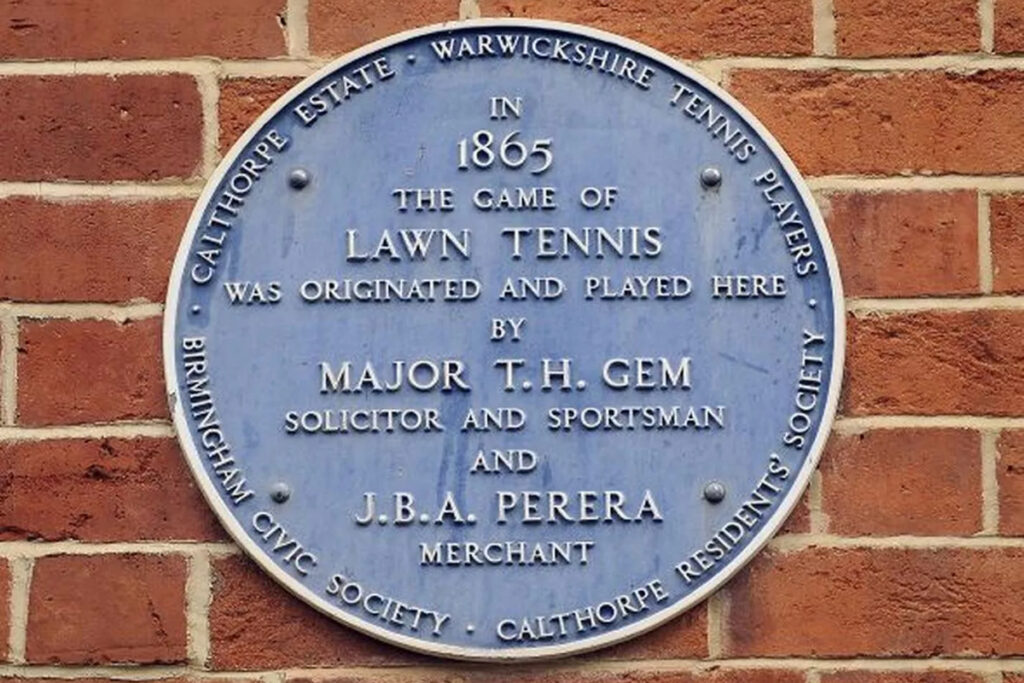 CALTHORPE ESTATE · WARWICKSHIRE TENNIS PLAYERS ·
IN
1865
THE GAME OF
LAWN TENNIS
WAS ORIGINATED AND PLAYED HERE
BY
MAJOR T.H. GEM
SOLICITOR AND SPORTSMAN
AND
J.B.A. PERERA
MERCHANT
· BIRMINGHAM CIVIC SOCIETY · CALTHORPE RESIDENTS' SOCIETY